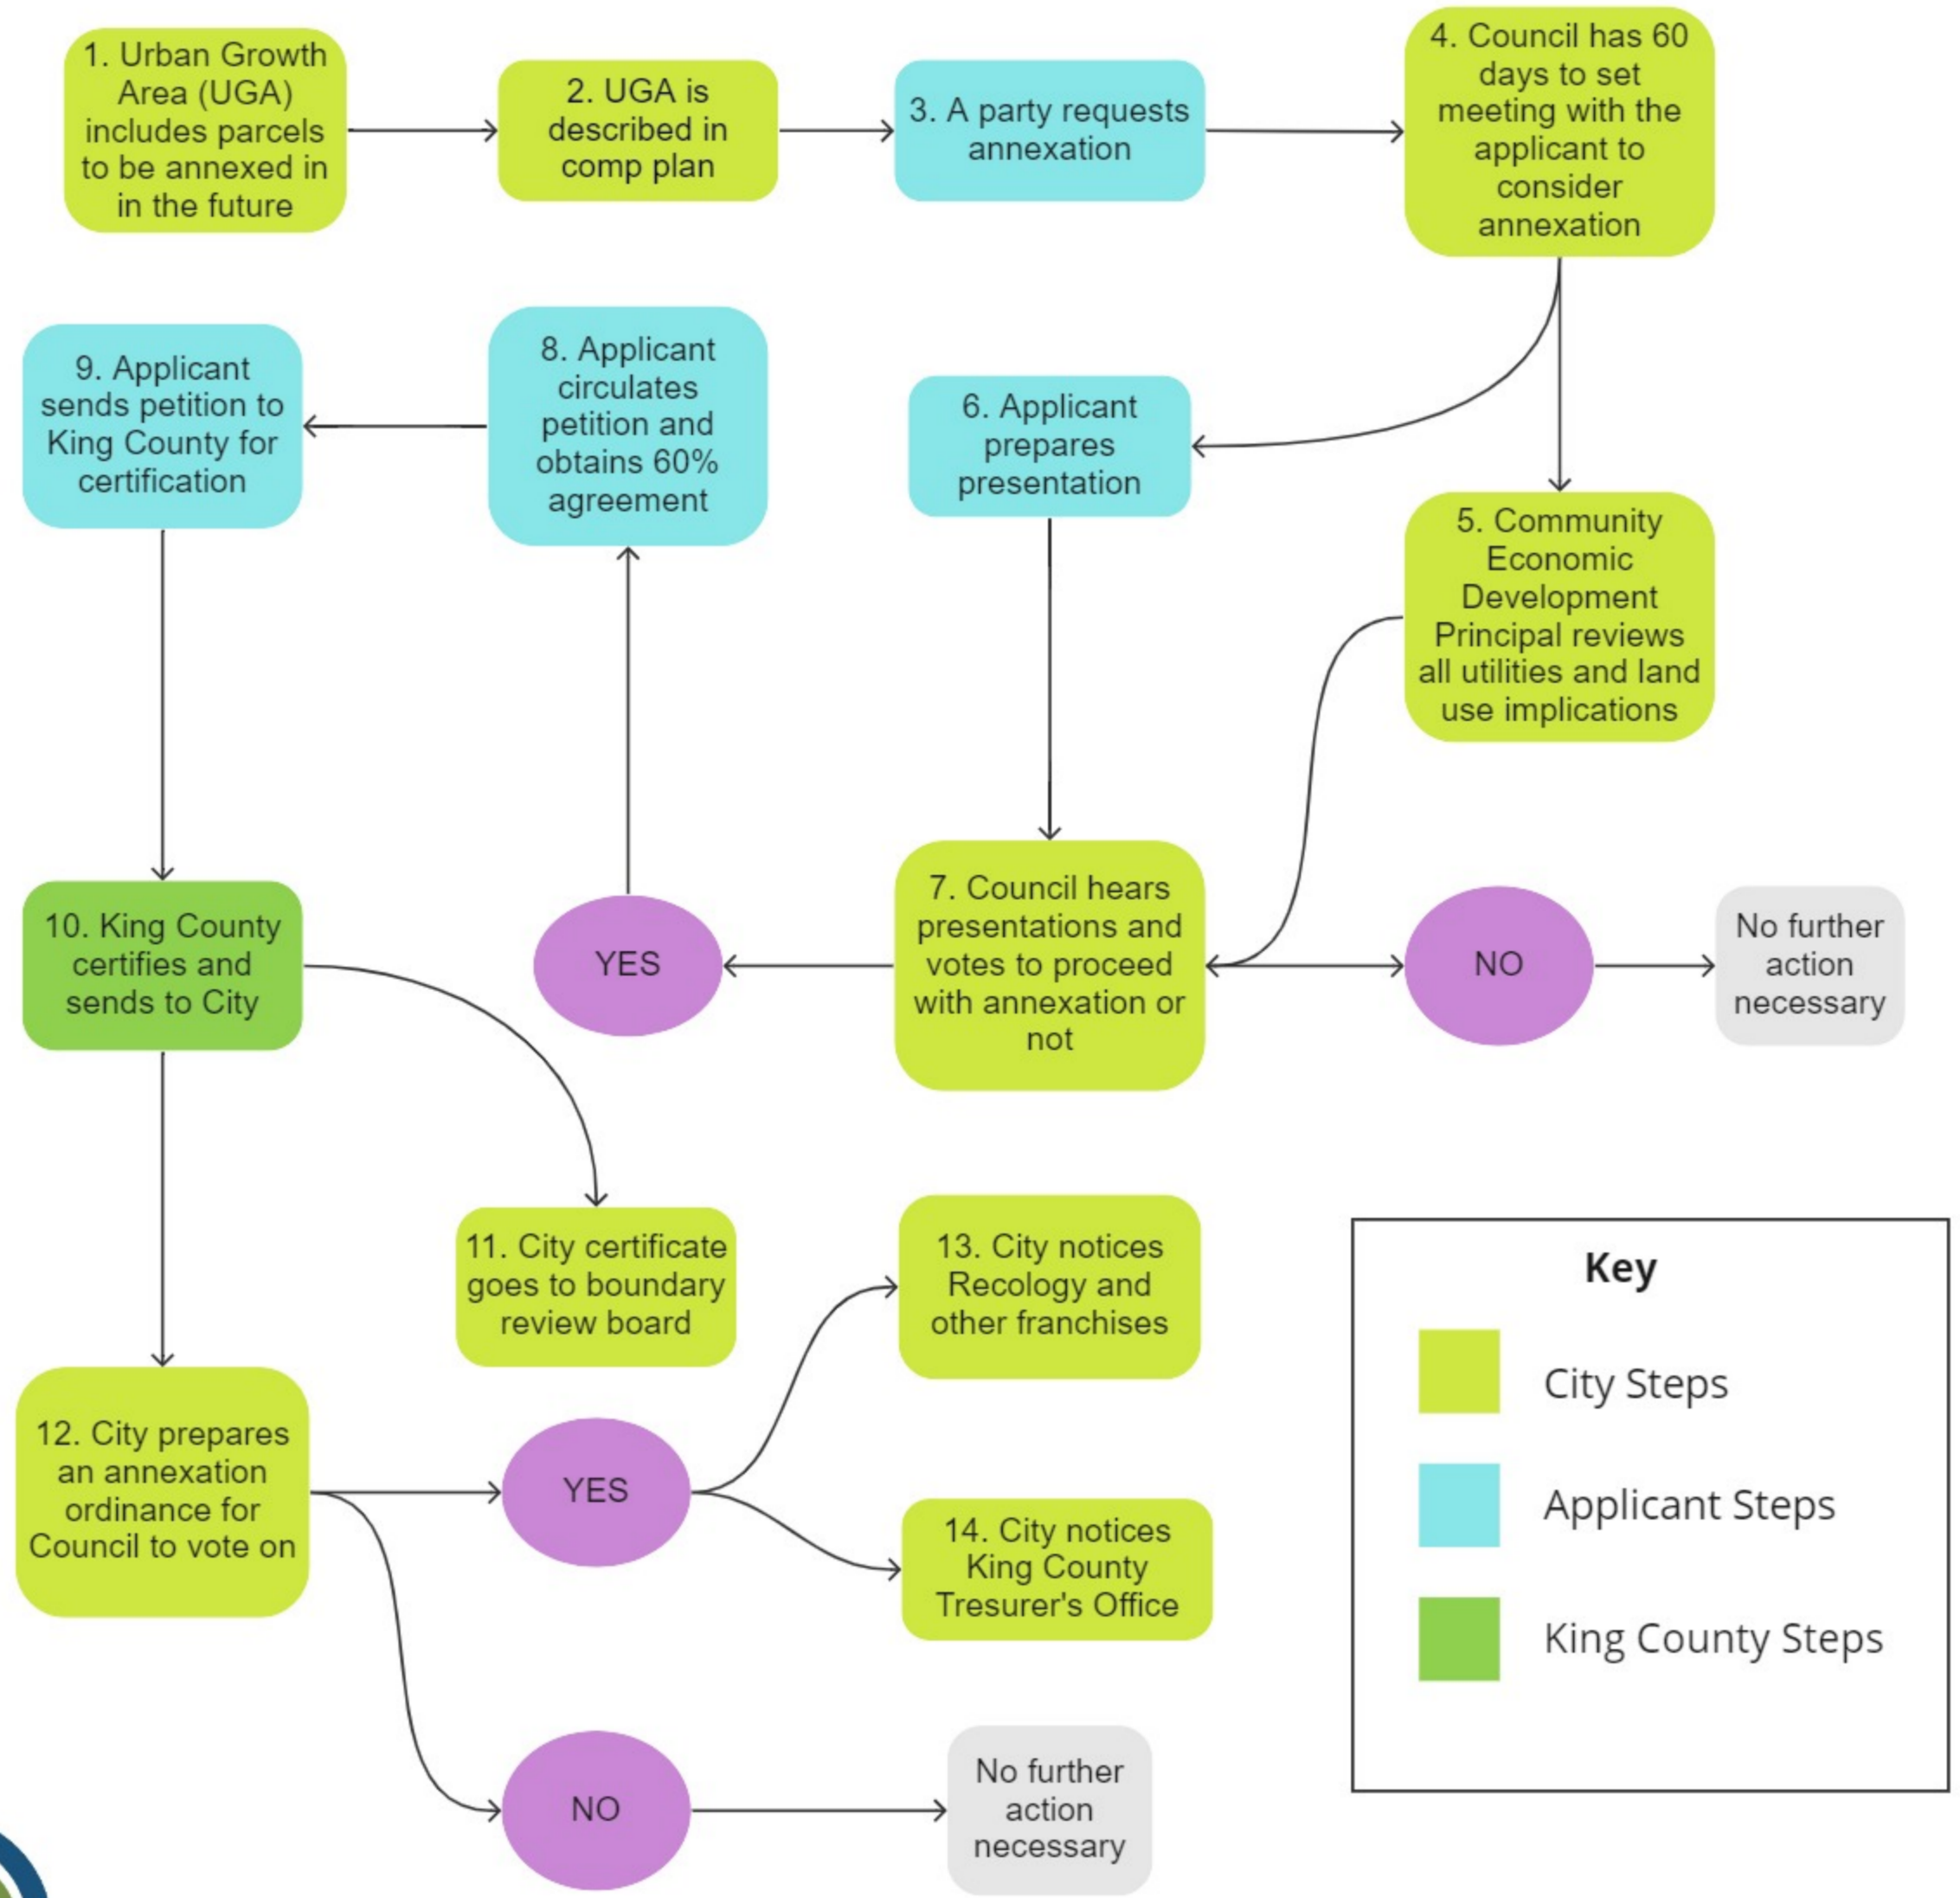 1. Urban Growth
Area (UGA)
includes parcels
to be annexed in
in the future
2. UGA is
described in
comp plan
3. A party requests
annexation
4. Council has 60
days to set
meeting with the
applicant to
consider
annexation
9. Applicant
sends petition to
King County for
certification
8. Applicant
circulates
petition and
obtains 60%
agreement
6. Applicant
prepares
presentation
5. Community
Economic
Development
Principal reviews
all utilities and land
use implications
10. King County
certifies and
sends to City
YES
7. Council hears
presentations and
votes to proceed
with annexation or
not
NO
No further
action
necessary
11. City certificate
goes to boundary
review board
13. City notices
Recology and
other franchises
12. City prepares
an annexation
ordinance for
Council to vote on
YES
14. City notices
King County
Tresurer's Office
NO
No further
action
necessary
Key
City Steps
Applicant Steps
King County Steps